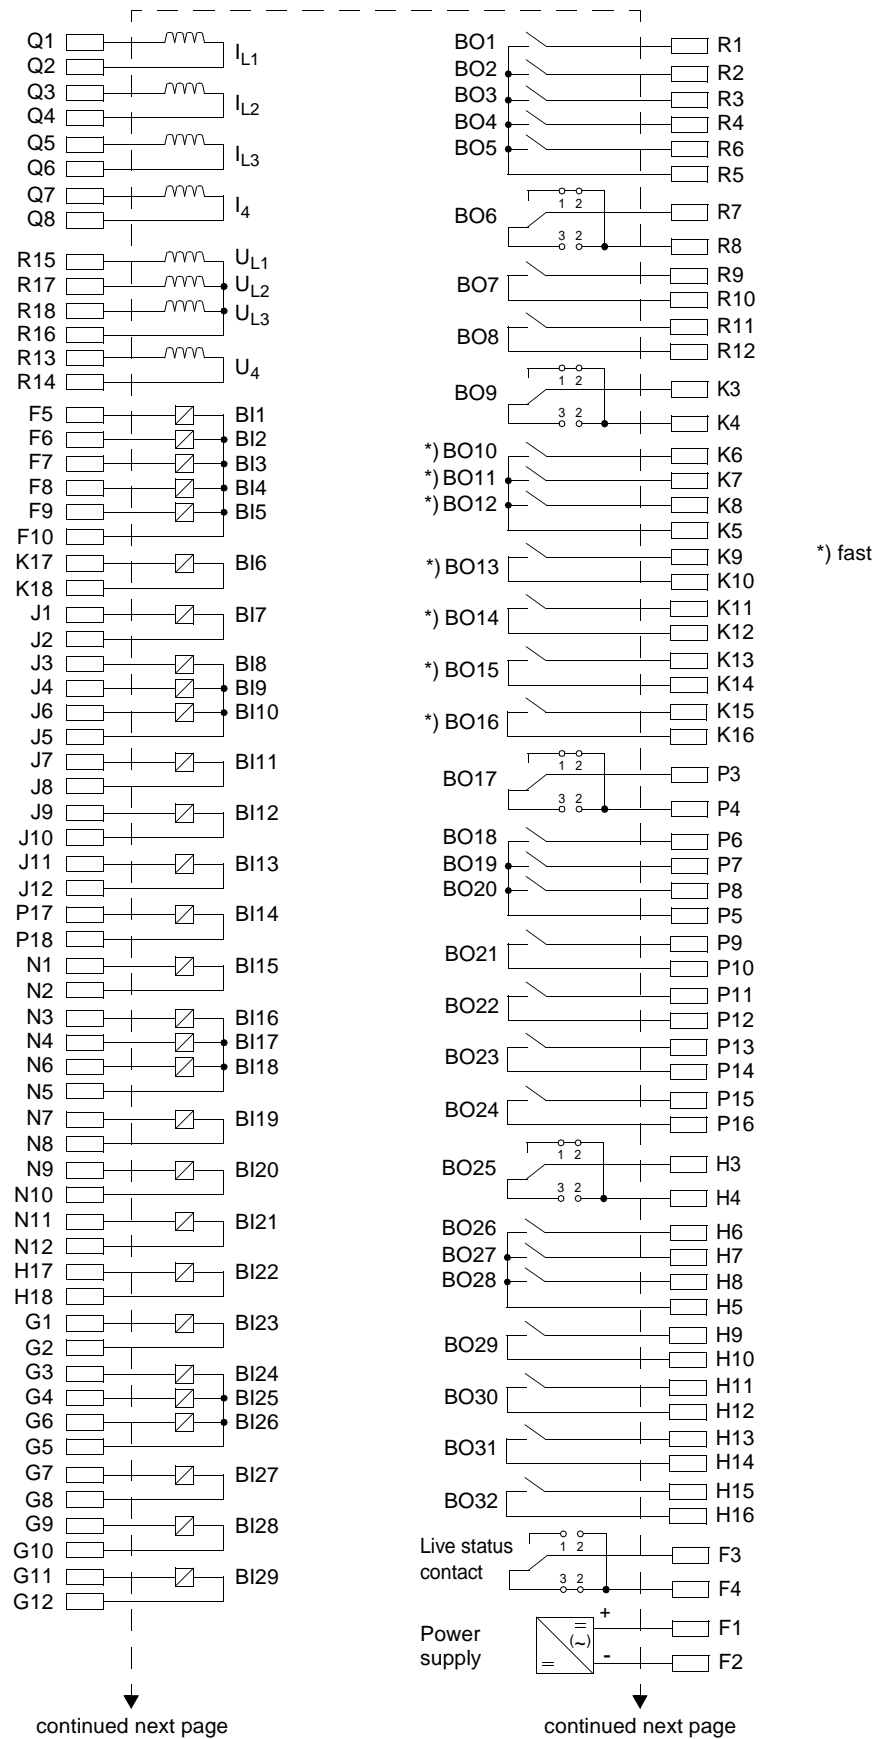 Q1
Q2
I L1
Q3
Q4
I L2
Q5
Q6
I L3
Q7
Q8
I 4
R15
U L1
R17
U L2
R18
U L3
R16
R13
R14
U 4
F5 BI1
F6 BI2
F7 BI3
F8 BI4
F9 BI5
F10
K17 BI6
K18
J1 BI7
J2
J3 BI8
J4 BI9
J6 BI10
J5
J7 BI11
J8
J9 BI12
J10
J11 BI13
J12
P17 BI14
P18
N1 BI15
N2
N3 BI16
N4 BI17
N6 BI18
N5
N7 BI19
N8
N9 BI20
N10
N11 BI21
N12
H17 BI22
H18
G1 BI23
G2
G3 BI24
G4 BI25
G6 BI26
G5
G7 BI27
G8
G9 BI28
G10
G11 BI29
G12
continued next page
BO1 R1
BO2 R2
BO3 R3
BO4 R4
BO5 R6
R5
BO6 1 2 R7
3 2 R8
BO7 R9
R10
BO8 R11
R12
BO9 1 2 K3
3 2 K4
*) BO10 K6
*) BO11 K7
*) BO12 K8
K5
*) BO13 K9
K10
*) fast
*) BO14 K11
K12
*) BO15 K13
K14
*) BO16 K15
K16
BO17 1 2 P3
3 2 P4
BO18 P6
BO19 P7
BO20 P8
P5
BO21 P9
P10
BO22 P11
P12
BO23 P13
P14
BO24 P15
P16
BO25 1 2 H3
3 2 H4
BO26 H6
BO27 H7
BO28 H8
H5
BO29 H9
H10
BO30 H11
H12
BO31 H13
H14
BO32 H15
H16
Live status 1 2 F3
contact 3 2 F4
Power + F1
supply (~) - F2
continued next page